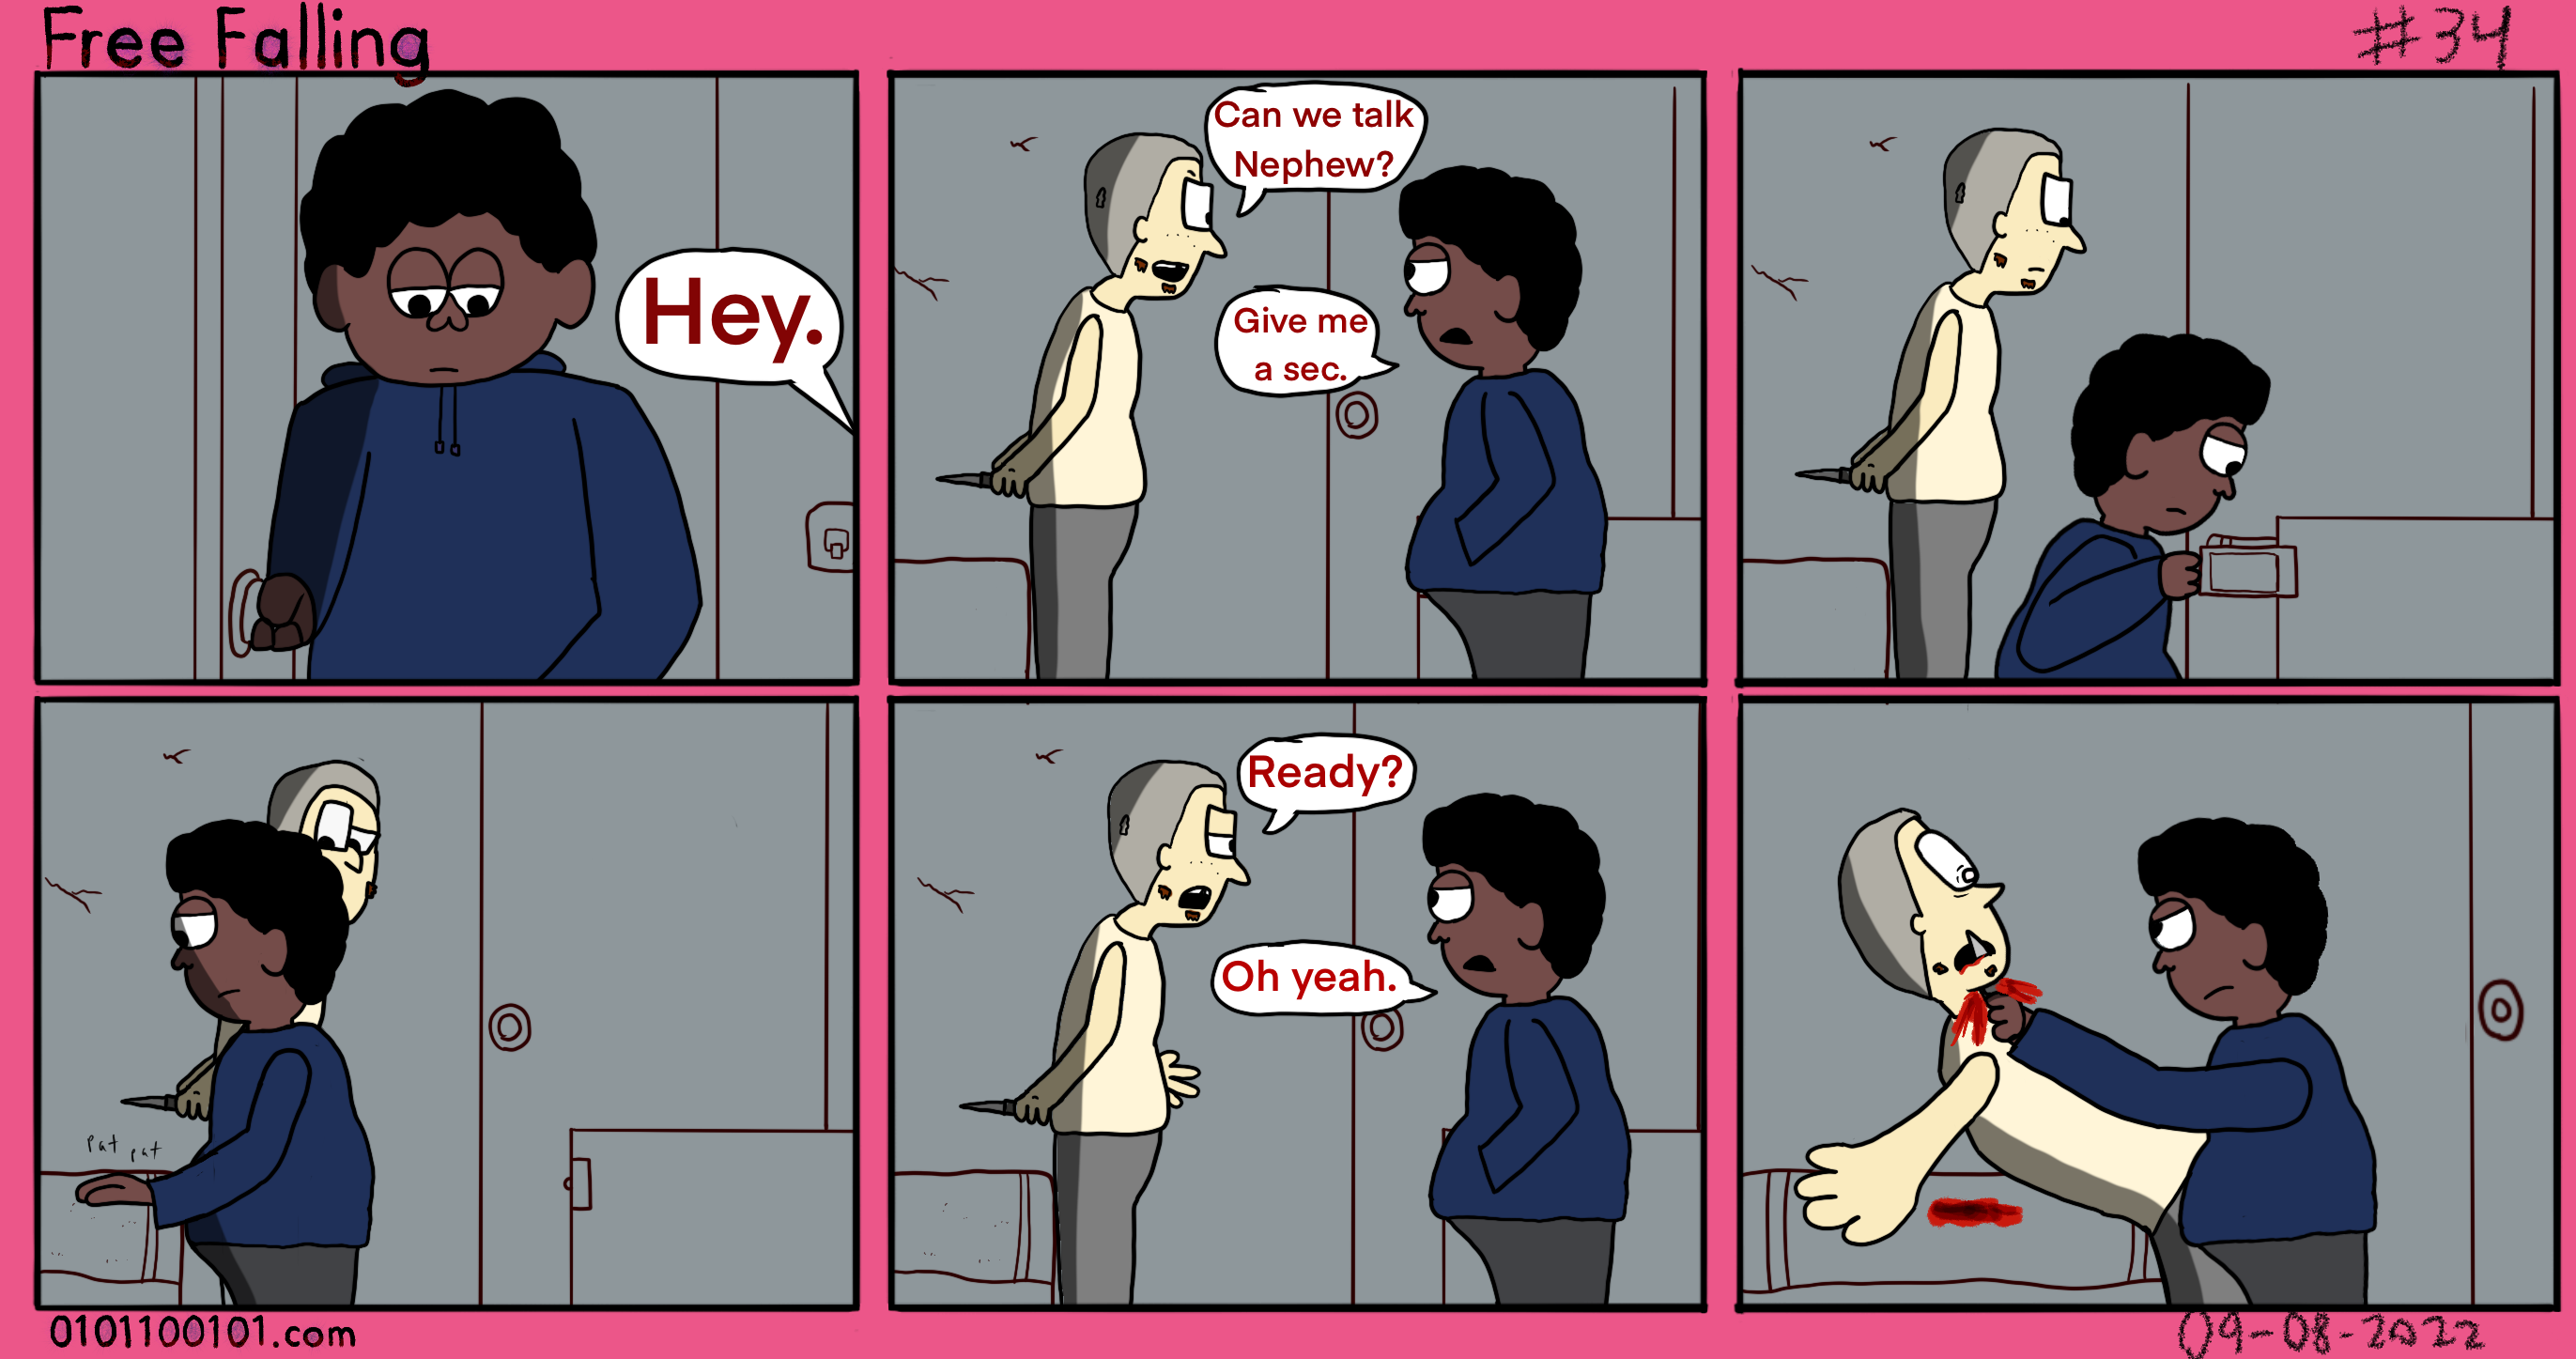 Free Falling
#34
Hey.
Can we talk
Nephew?
Give me
a sec.
pat pat
Ready?
Oh yeah.
0101100101.com
09-08-2022